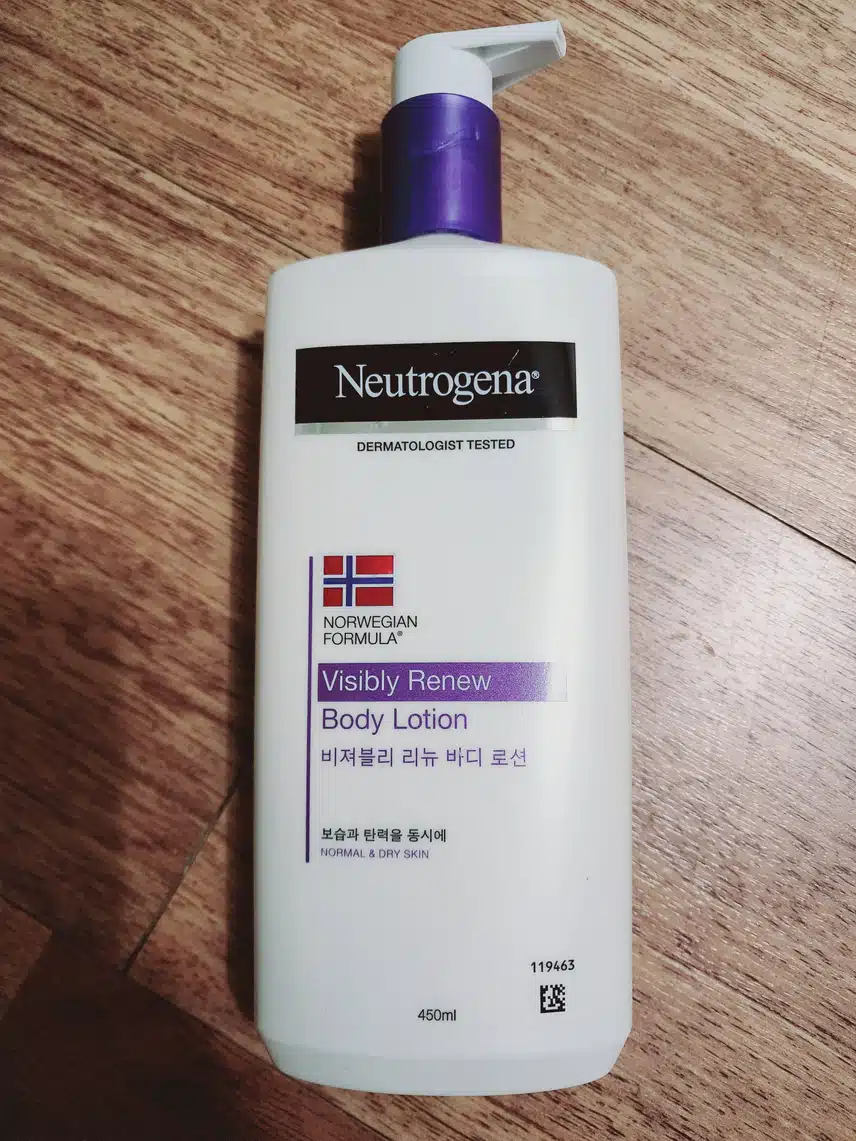 Neutrogena®
DERMATOLOGIST TESTED
NORWEGIAN
FORMULA®
Visibly Renew
Body Lotion
비져블리 리뉴 바디 로션
보습과 탄력을 동시에
NORMAL & DRY SKIN
119463
450ml